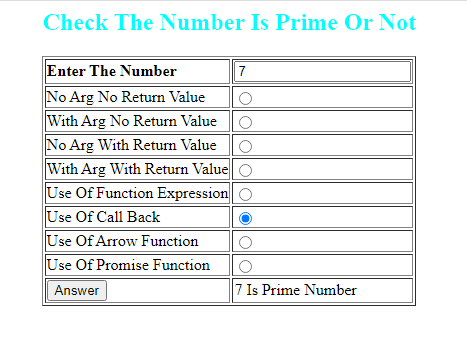 Check The Number Is Prime Or Not
Enter The Number 7
No Arg No Return Value
With Arg No Return Value
No Arg With Return Value
With Arg With Return Value
Use Of Function Expression
Use Of Call Back
Use Of Arrow Function
Use Of Promise Function
Answer 7 Is Prime Number